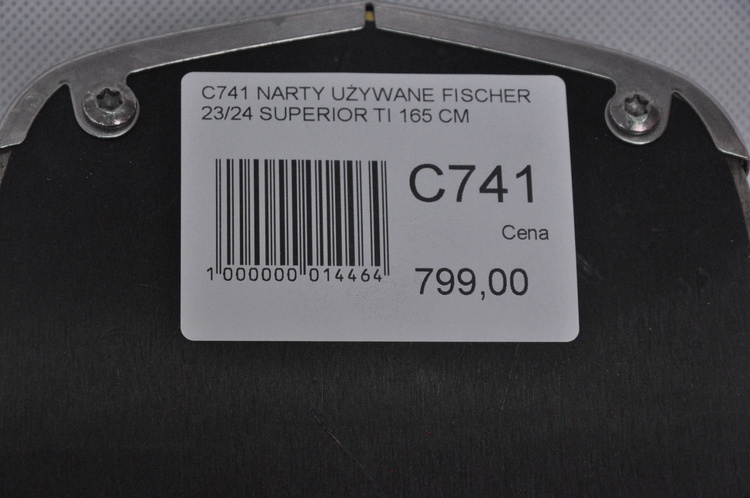 C741 NARTY UŻYWANE FISCHER
23/24 SUPERIOR TI 165 CM
C741
Cena
799,00
1 000000 014464